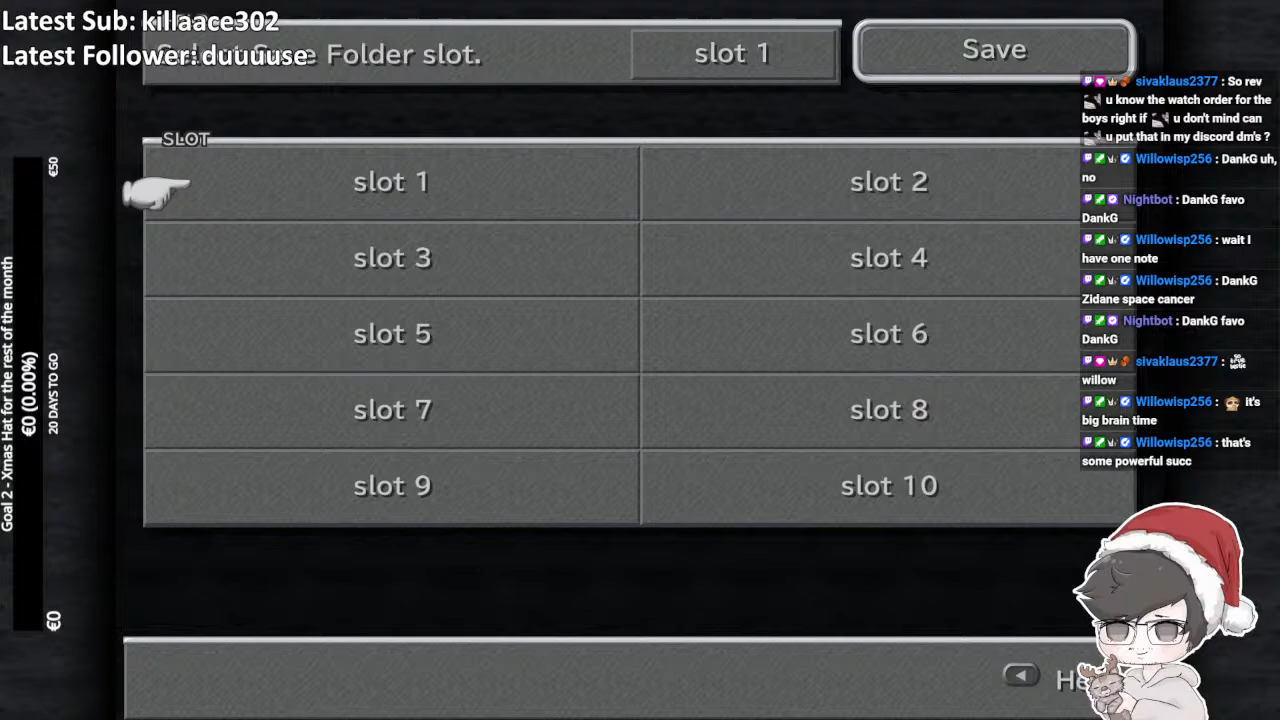 Latest Sub: killaace302
Latest Follower: duuuuse
Save Folder slot.
slot 1
Save
SLOT
slot 1
slot 2
slot 3
slot 4
slot 5
slot 6
slot 7
slot 8
slot 9
slot 10
Goal 2 - Xmas Hat for the rest of the month
€0 (0.00%)
€50
20 DAYS TO GO
€0
sivaklaus2377 : So rev
u know the watch order for the
boys right if u don't mind can
u put that in my discord dm's ?
Willowisp256 : DankG uh,
no
Nightbot : DankG favo
DankG
Willowisp256 : wait I
have one note
Willowisp256 : DankG
Zidane space cancer
Nightbot : DankG favo
DankG
sivaklaus2377 :
willow
Willowisp256 : it's
big brain time
Willowisp256 : that's
some powerful succ